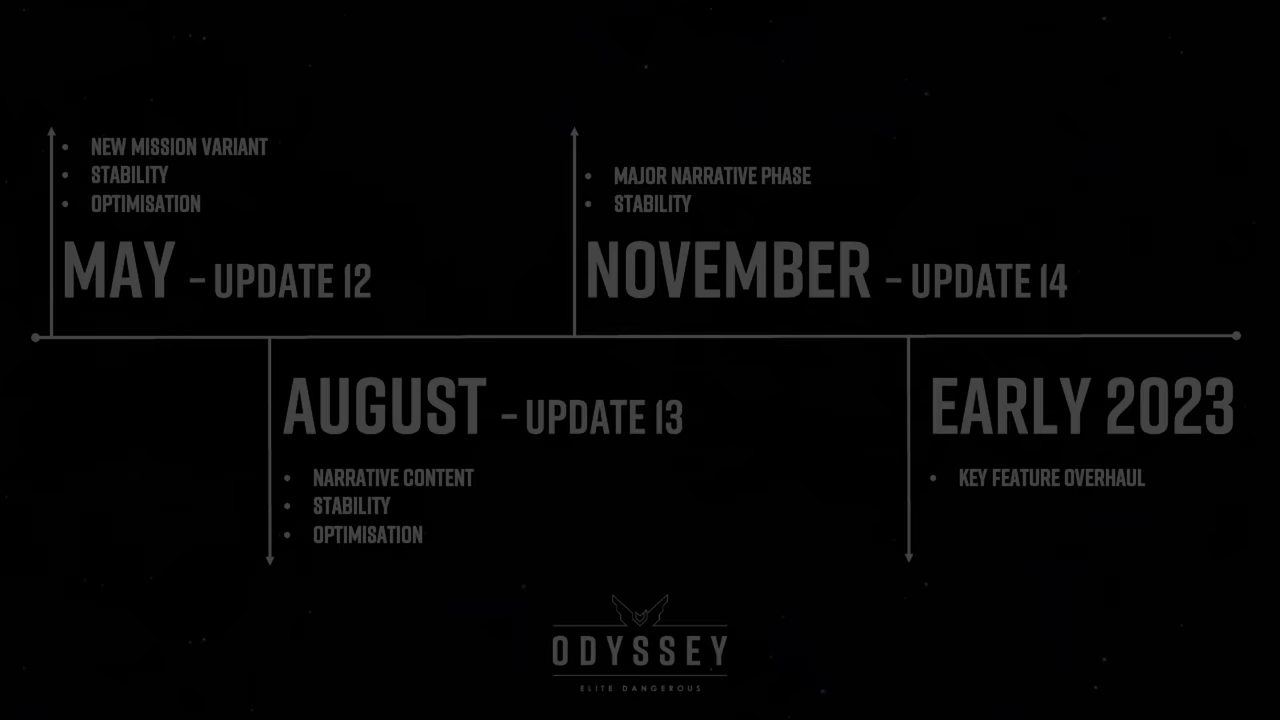 • NEW MISSION VARIANT
• STABILITY
• OPTIMISATION
MAY – UPDATE 12
• MAJOR NARRATIVE PHASE
• STABILITY
NOVEMBER – UPDATE 14
AUGUST – UPDATE 13
• NARRATIVE CONTENT
• STABILITY
• OPTIMISATION
EARLY 2023
• KEY FEATURE OVERHAUL
ODYSSEY
ELITE DANGEROUS